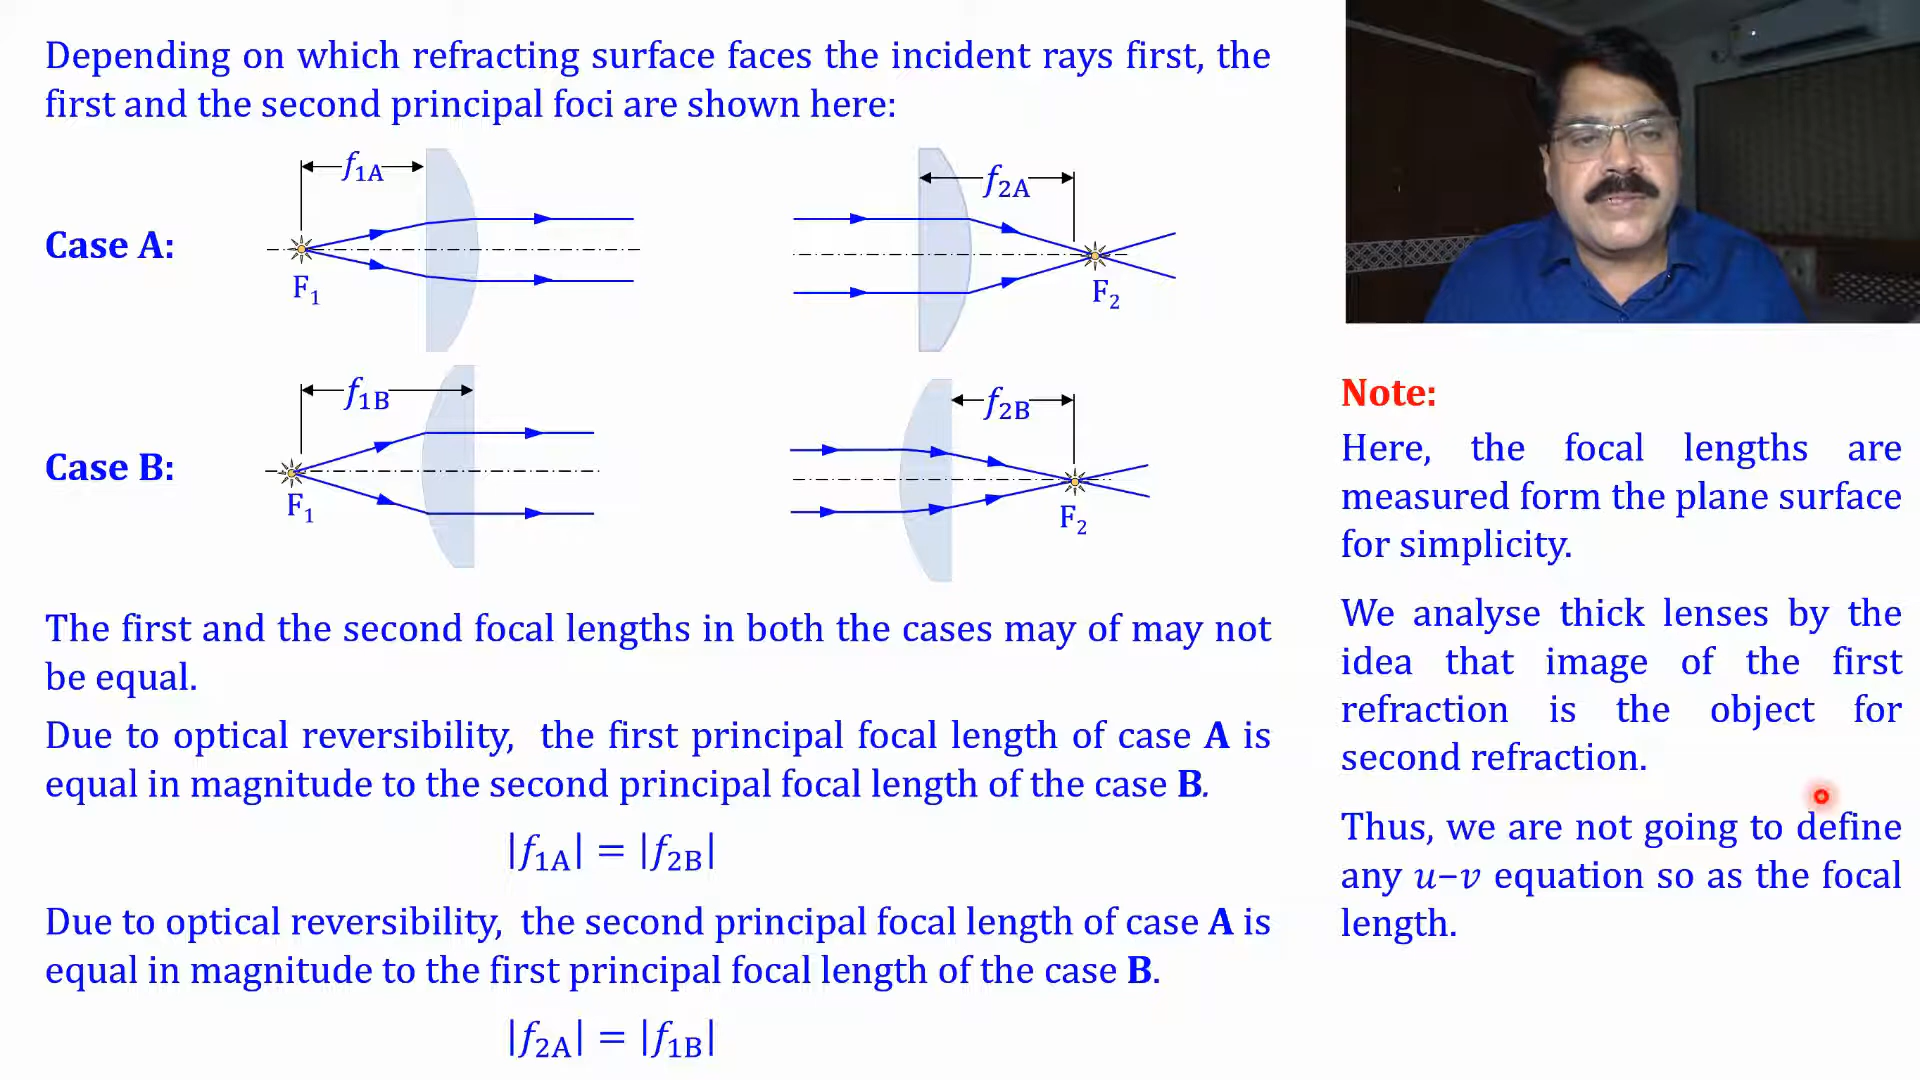 Depending on which refracting surface faces the incident rays first, the
first and the second principal foci are shown here:
f1A
f2A
Case A:
F1
F2
f1B
f2B
Case B:
F1
F2
The first and the second focal lengths in both the cases may of may not
be equal.
Due to optical reversibility, the first principal focal length of case A is
equal in magnitude to the second principal focal length of the case B.
|f1A| = |f2B|
Due to optical reversibility, the second principal focal length of case A is
equal in magnitude to the first principal focal length of the case B.
|f2A| = |f1B|
Note:
Here, the focal lengths are
measured form the plane surface
for simplicity.
We analyse thick lenses by the
idea that image of the first
refraction is the object for
second refraction.
Thus, we are not going to define
any u−v equation so as the focal
length.